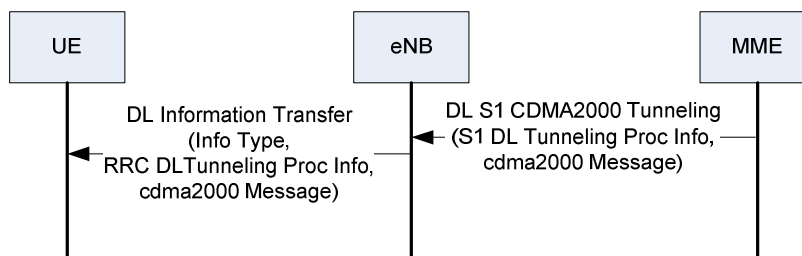 UE
eNB
MME
DL Information Transfer
(Info Type,
RRC DLTunneling Proc Info,
cdma2000 Message)
DL S1 CDMA2000 Tunneling
(S1 DL Tunneling Proc Info,
cdma2000 Message)